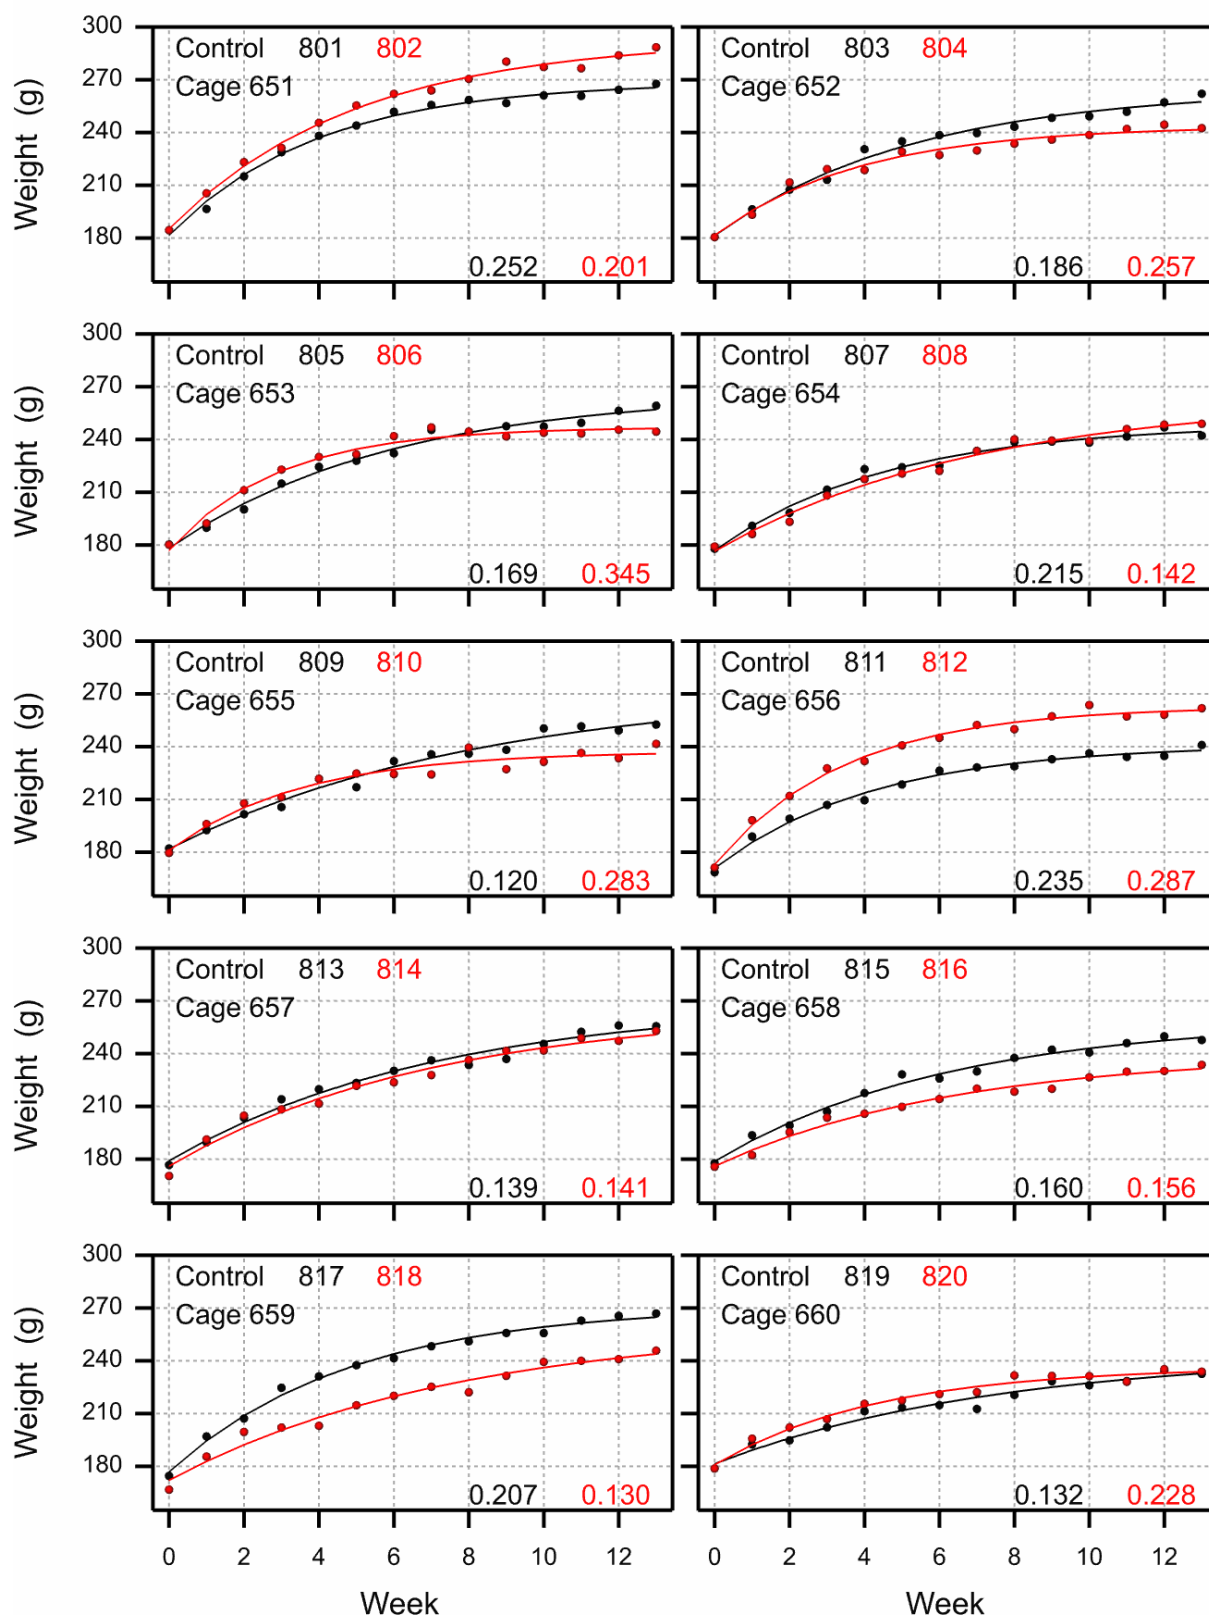 300
270
240
210
180
Weight (g)
Control 801 802
Cage 651
0.252 0.201
Control 803 804
Cage 652
0.186 0.257
300
270
240
210
180
Weight (g)
Control 805 806
Cage 653
0.169 0.345
Control 807 808
Cage 654
0.215 0.142
300
270
240
210
180
Weight (g)
Control 809 810
Cage 655
0.120 0.283
Control 811 812
Cage 656
0.235 0.287
300
270
240
210
180
Weight (g)
Control 813 814
Cage 657
0.139 0.141
Control 815 816
Cage 658
0.160 0.156
300
270
240
210
180
Weight (g)
Control 817 818
Cage 659
0.207 0.130
Control 819 820
Cage 660
0.132 0.228
0 2 4 6 8 10 12
Week
0 2 4 6 8 10 12
Week